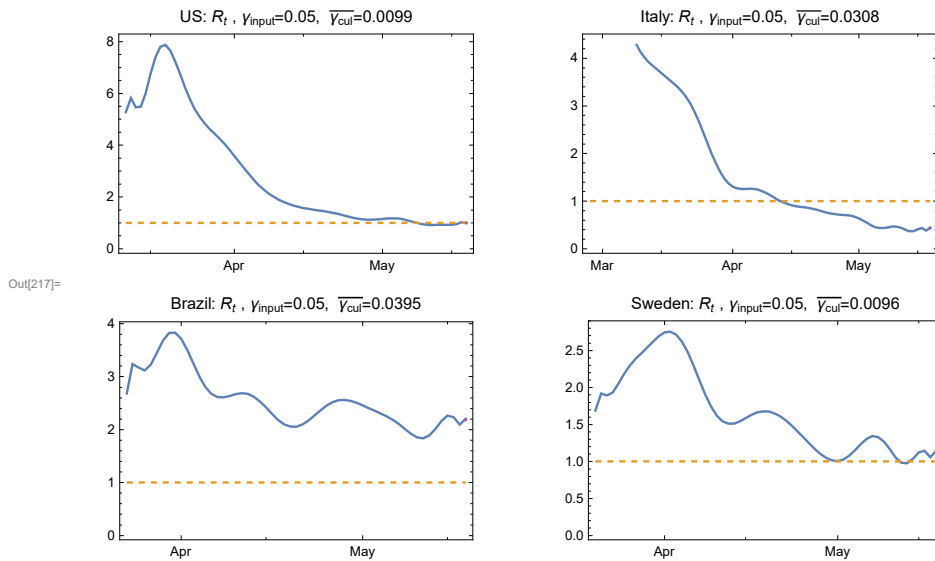 US: Rₜ , γinput=0.05, γcul=0.0099
8
6
4
2
0
Apr
May
Italy: Rₜ , γinput=0.05, γcul=0.0308
4
3
2
1
0
Mar
Apr
May
Out[217]=
Brazil: Rₜ , γinput=0.05, γcul=0.0395
4
3
2
1
0
Apr
May
Sweden: Rₜ , γinput=0.05, γcul=0.0096
2.5
2.0
1.5
1.0
0.5
0.0
Apr
May